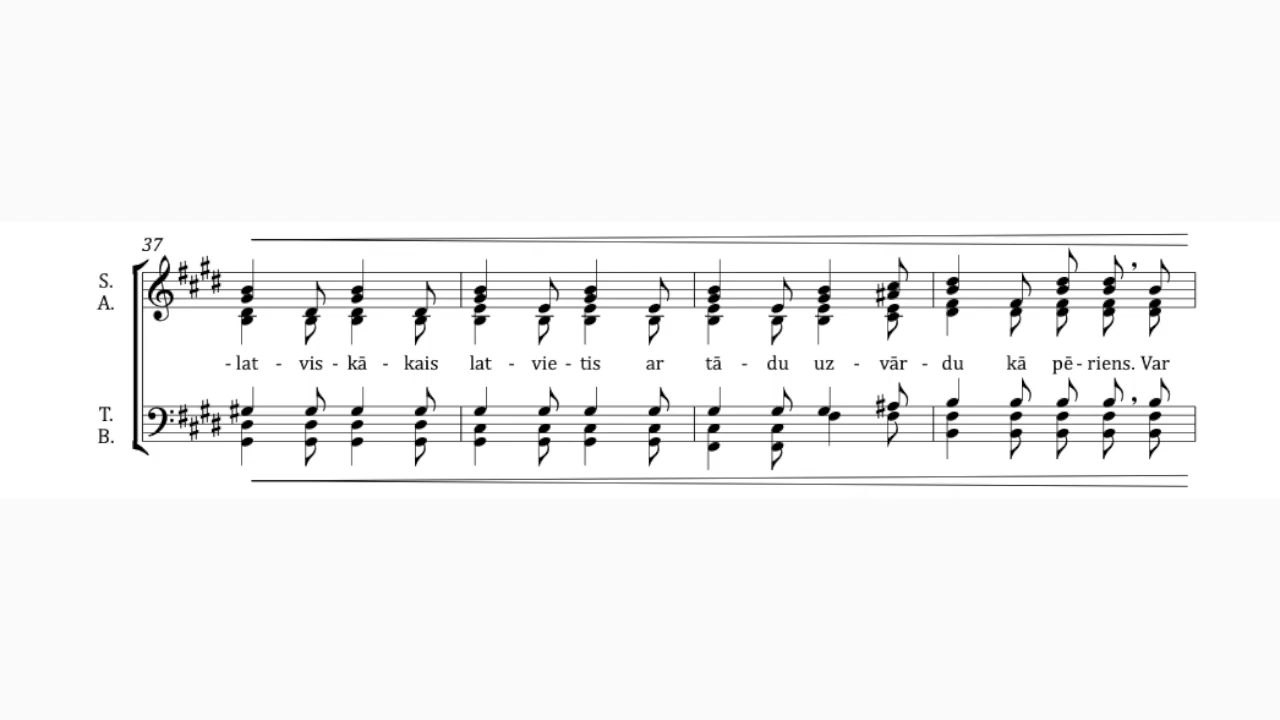 37
S.
A.
- lat - vis - kā - kais lat - vie - tis ar tā - du uz - vār - du kā pē - riens. Var
T.
B.